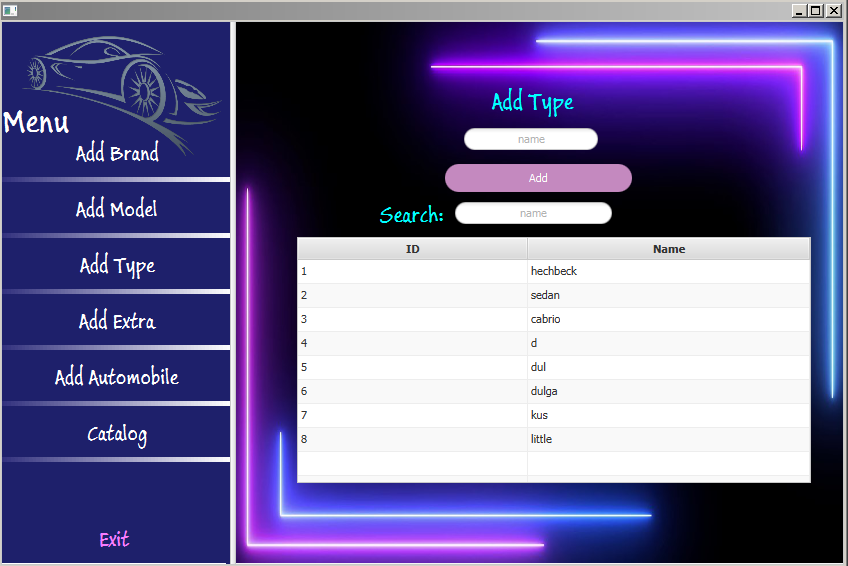 Menu
Add Brand
Add Model
Add Type
Add Extra
Add Automobile
Catalog
Exit
Add Type
name
Add
Search: name
ID Name
1 hechbeck
2 sedan
3 cabrio
4 d
5 dul
6 dulga
7 kus
8 little